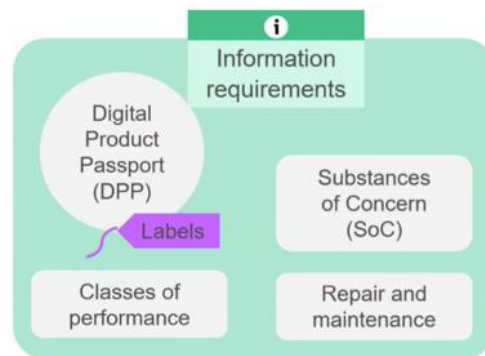 i
Information
requirements
Digital
Product
Passport
(DPP)
Labels
Substances
of Concern
(SoC)
Classes of
performance
Repair and
maintenance